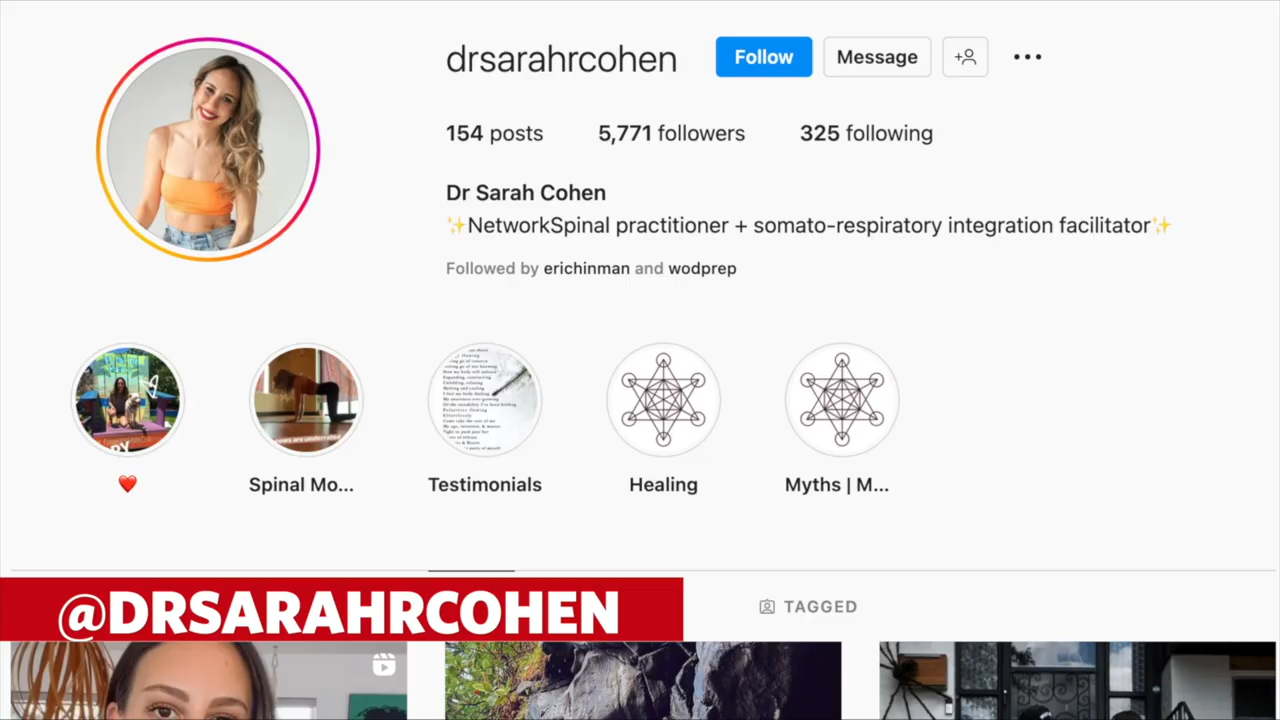 drsarahrcohen
Follow
Message
154 posts
5,771 followers
325 following
Dr Sarah Cohen
✨NetworkSpinal practitioner + somato-respiratory integration facilitator✨
Followed by erichinman and wodprep
❤️
Spinal Mo...
Testimonials
Healing
Myths | M...
@DRSARAHRCOHEN
TAGGED